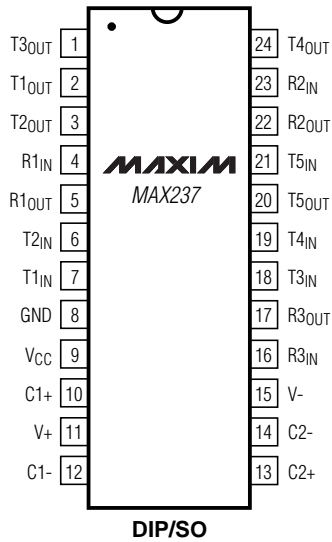 T3OUT 1 24 T4OUT
T1OUT 2 23 R2IN
T2OUT 3 22 R2OUT
R1IN 4 MAXIM 21 T5IN
R1OUT 5 MAX237 20 T5OUT
T2IN 6 19 T4IN
T1IN 7 18 T3IN
GND 8 17 R3OUT
VCC 9 16 R3IN
C1+ 10 15 V-
V+ 11 14 C2-
C1- 12 13 C2+
DIP/SO